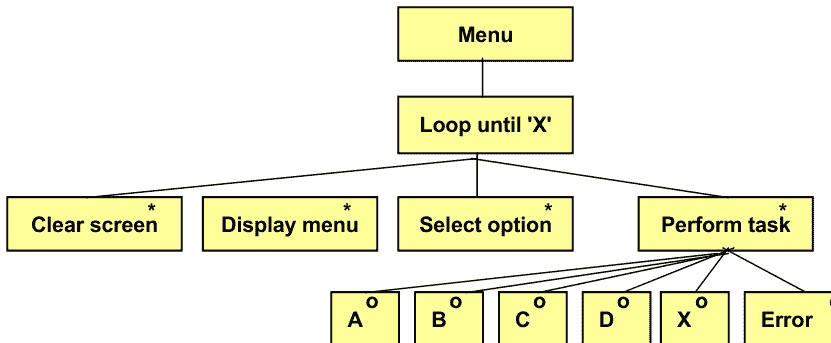 Menu
Loop until 'X'
Clear screen *
Display menu *
Select option *
Perform task *
A o
B o
C o
D o
X o
Error